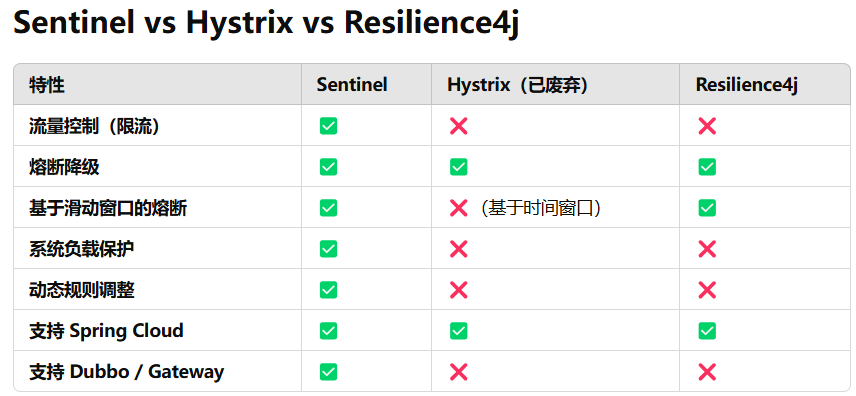 Sentinel vs Hystrix vs Resilience4j
特性 Sentinel Hystrix（已废弃） Resilience4j
流量控制（限流） ✅ ❌ ❌
熔断降级 ✅ ✅ ✅
基于滑动窗口的熔断 ✅ ❌（基于时间窗口） ✅
系统负载保护 ✅ ❌ ❌
动态规则调整 ✅ ❌ ❌
支持 Spring Cloud ✅ ✅ ✅
支持 Dubbo / Gateway ✅ ❌ ❌